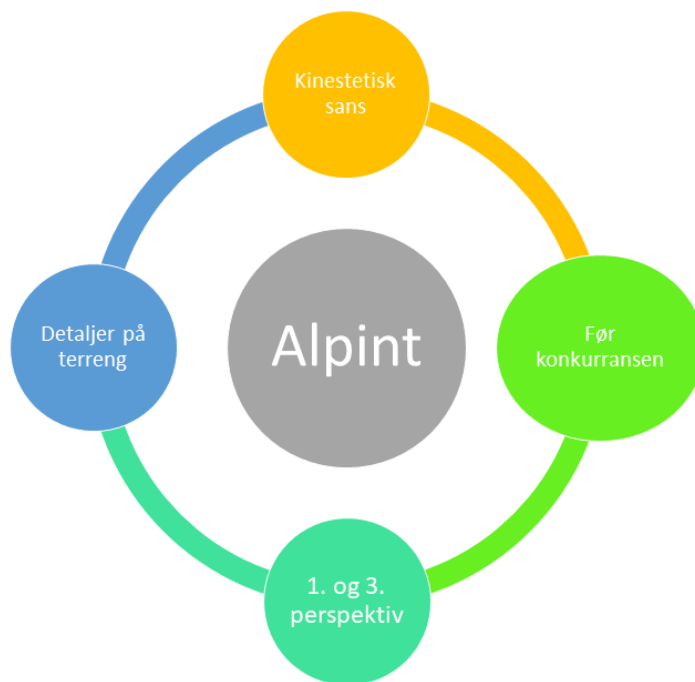 Kinestetisk
sans
Detaljer på
terreng
Alpint
Før
konkurransen
1. og 3.
perspektiv